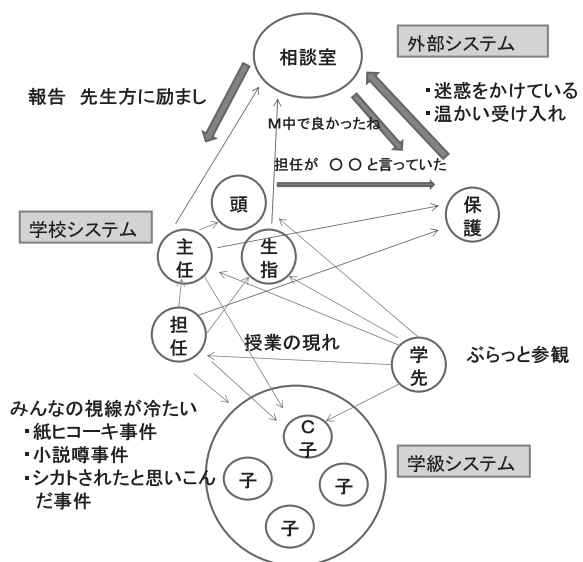 相談室
外部システム
報告 先生方に励まし
・迷惑をかけている
・温かい受け入れ
M中で良かったね
担任が ○○と言っていた
頭
保護
学校システム
主任
生指
担任
授業の現れ
学先
ぶらっと参観
みんなの視線が冷たい
・紙ヒコーキ事件
・小説噂事件
・シカトされたと思いこん
だ事件
C子
学級システム
子
子
子